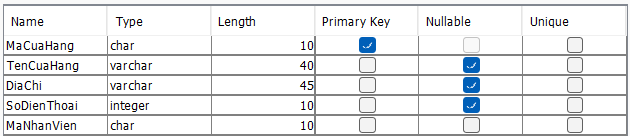 Name Type Length Primary Key Nullable Unique
MaCuaHang char 10
TenCuaHang varchar 40
DiaChi varchar 45
SoDienThoai integer 10
MaNhanVien char 10